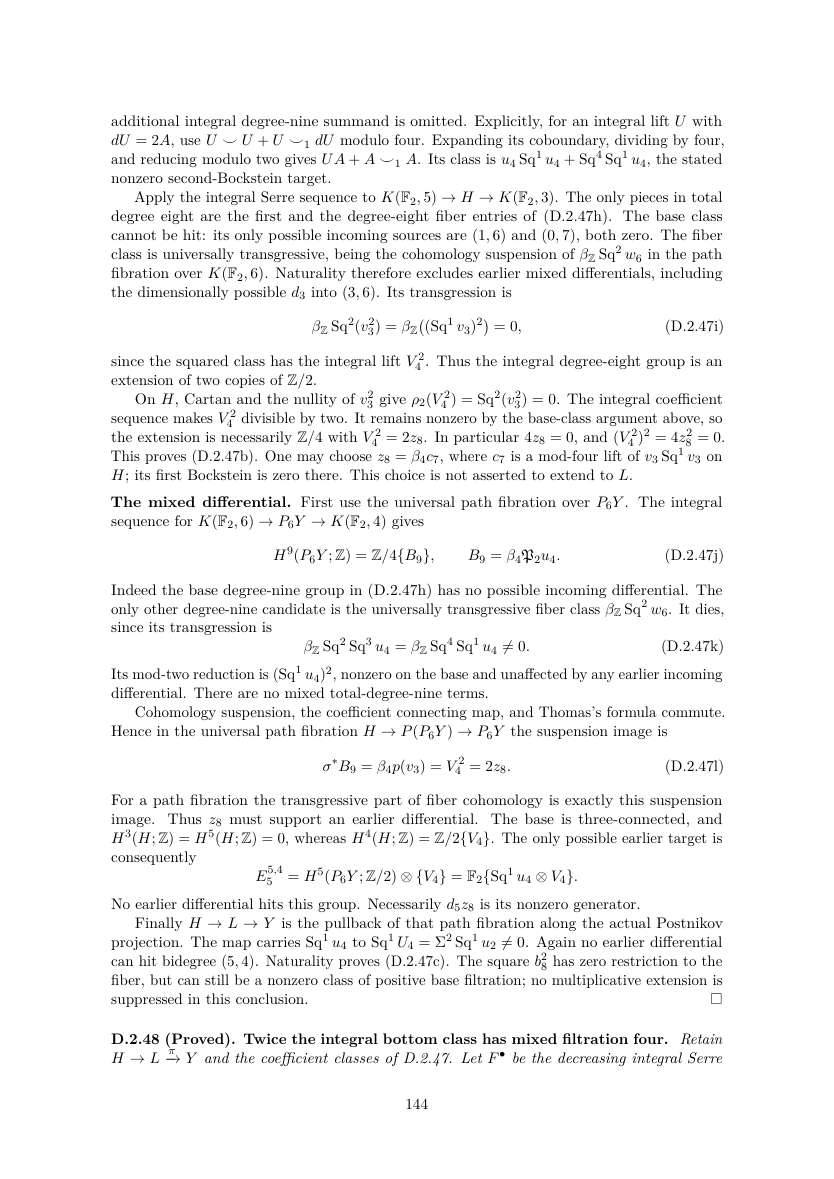 additional integral degree-nine summand is omitted. Explicitly, for an integral lift U with
dU = 2A, use U ⌣ U + U ⌣₁ dU modulo four. Expanding its coboundary, dividing by four,
and reducing modulo two gives UA + A ⌣₁ A. Its class is u₄ Sq¹ u₄ + Sq⁴ Sq¹ u₄, the stated
nonzero second-Bockstein target.
Apply the integral Serre sequence to K(𝔽₂, 5) → H → K(𝔽₂, 3). The only pieces in total
degree eight are the first and the degree-eight fiber entries of (D.2.47h). The base class
cannot be hit: its only possible incoming sources are (1, 6) and (0, 7), both zero. The fiber
class is universally transgressive, being the cohomology suspension of β_ℤ Sq² w₆ in the path
fibration over K(𝔽₂, 6). Naturality therefore excludes earlier mixed differentials, including
the dimensionally possible d₃ into (3, 6). Its transgression is
β_ℤ Sq²(v₃²) = β_ℤ((Sq¹ v₃)²) = 0, (D.2.47i)
since the squared class has the integral lift V₄². Thus the integral degree-eight group is an
extension of two copies of ℤ/2.
On H, Cartan and the nullity of v₃² give ρ₂(V₄²) = Sq²(v₃²) = 0. The integral coefficient
sequence makes V₄² divisible by two. It remains nonzero by the base-class argument above, so
the extension is necessarily ℤ/4 with V₄² = 2z₈. In particular 4z₈ = 0, and (V₄²)² = 4z₈² = 0.
This proves (D.2.47b). One may choose z₈ = β₄c₇, where c₇ is a mod-four lift of v₃ Sq¹ v₃ on
H; its first Bockstein is zero there. This choice is not asserted to extend to L.
The mixed differential. First use the universal path fibration over P₆Y. The integral
sequence for K(𝔽₂, 6) → P₆Y → K(𝔽₂, 4) gives
H⁹(P₆Y; ℤ) = ℤ/4{B₉}, B₉ = β₄𝔓₂u₄. (D.2.47j)
Indeed the base degree-nine group in (D.2.47h) has no possible incoming differential. The
only other degree-nine candidate is the universally transgressive fiber class β_ℤ Sq² w₆. It dies,
since its transgression is
β_ℤ Sq² Sq³ u₄ = β_ℤ Sq⁴ Sq¹ u₄ ≠ 0. (D.2.47k)
Its mod-two reduction is (Sq¹ u₄)², nonzero on the base and unaffected by any earlier incoming
differential. There are no mixed total-degree-nine terms.
Cohomology suspension, the coefficient connecting map, and Thomas's formula commute.
Hence in the universal path fibration H → P(P₆Y) → P₆Y the suspension image is
σ*B₉ = β₄p(v₃) = V₄² = 2z₈. (D.2.47l)
For a path fibration the transgressive part of fiber cohomology is exactly this suspension
image. Thus z₈ must support an earlier differential. The base is three-connected, and
H³(H; ℤ) = H⁵(H; ℤ) = 0, whereas H⁴(H; ℤ) = ℤ/2{V₄}. The only possible earlier target is
consequently
E₅^{5,4} = H⁵(P₆Y; ℤ/2) ⊗ {V₄} = 𝔽₂{Sq¹ u₄ ⊗ V₄}.
No earlier differential hits this group. Necessarily d₅z₈ is its nonzero generator.
Finally H → L → Y is the pullback of that path fibration along the actual Postnikov
projection. The map carries Sq¹ u₄ to Sq¹ U₄ = Σ² Sq¹ u₂ ≠ 0. Again no earlier differential
can hit bidegree (5, 4). Naturality proves (D.2.47c). The square b₈² has zero restriction to the
fiber, but can still be a nonzero class of positive base filtration; no multiplicative extension is
suppressed in this conclusion. □
D.2.48 (Proved). Twice the integral bottom class has mixed filtration four. Retain
H → L →^π Y and the coefficient classes of D.2.47. Let F^• be the decreasing integral Serre
144